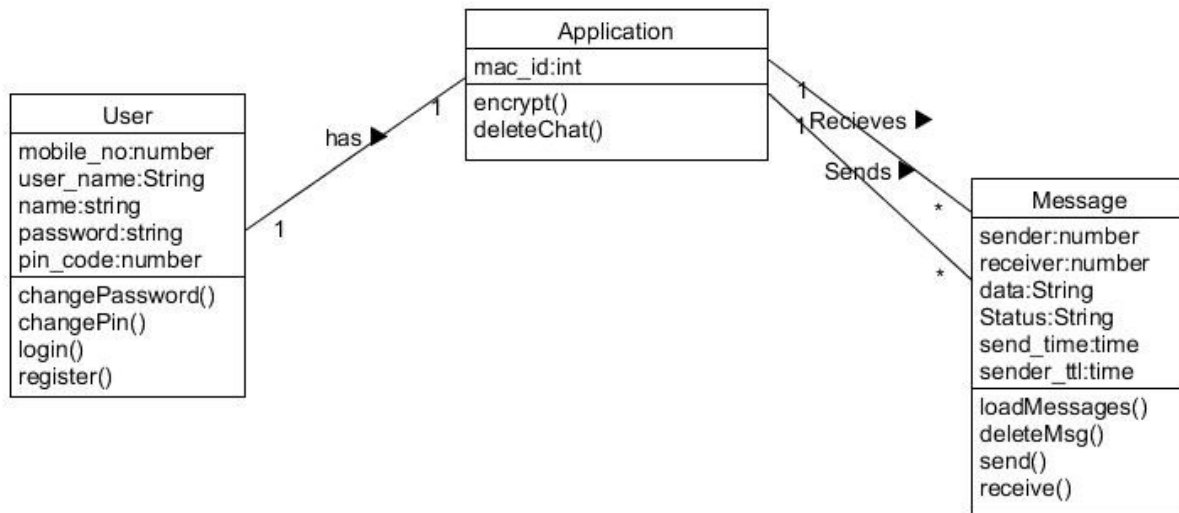 Application
mac_id:int
encrypt()
deleteChat()
User
mobile_no:number
user_name:String
name:string
password:string
pin_code:number
changePassword()
changePin()
login()
register()
has ▶
1
1
1
Recieves ▶
1
Sends ▶
*
*
Message
sender:number
receiver:number
data:String
Status:String
send_time:time
sender_ttl:time
loadMessages()
deleteMsg()
send()
receive()